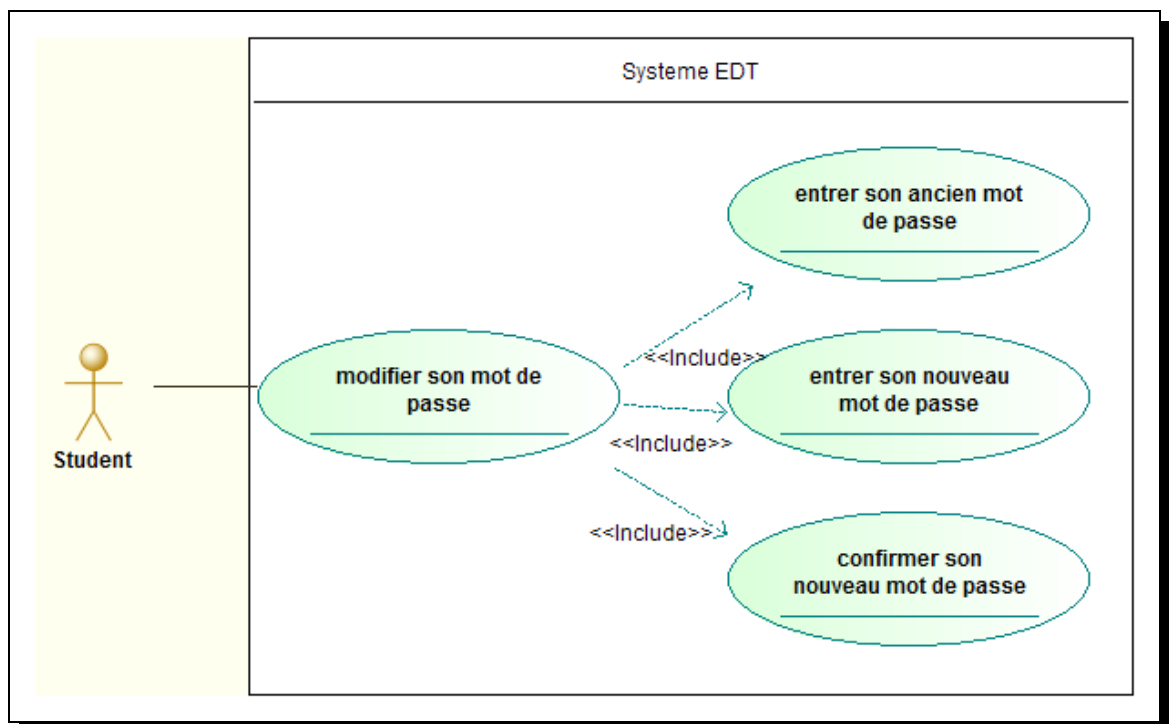 Systeme EDT
entrer son ancien mot
de passe
<<Include>>
modifier son mot de
passe
entrer son nouveau
mot de passe
<<Include>>
Student
<<Include>>
confirmer son
nouveau mot de passe